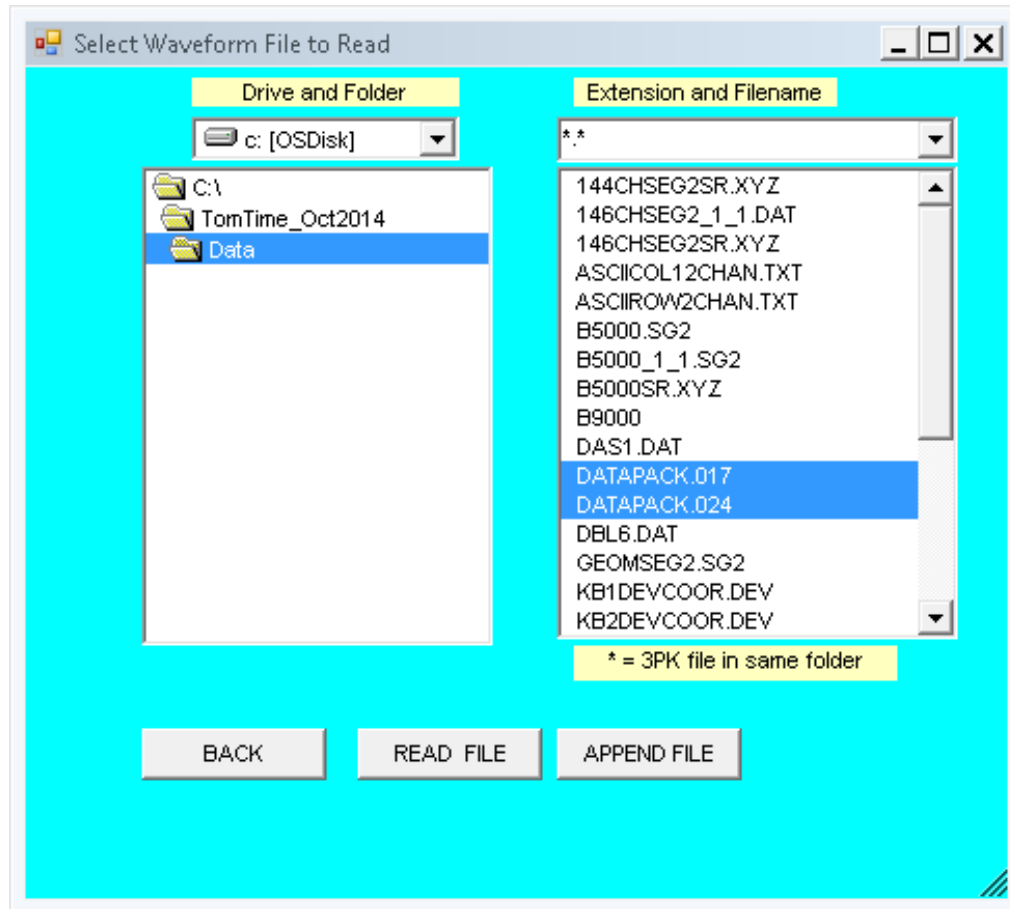 Select Waveform File to Read
Drive and Folder
Extension and Filename
c: [OSDisk]
*.*
C:\
TomTime_Oct2014
Data
144CHSEG2SR.XYZ
146CHSEG2_1_1.DAT
146CHSEG2SR.XYZ
ASCIICOL12CHAN.TXT
ASCIIROW2CHAN.TXT
B5000.SG2
B5000_1_1.SG2
B5000SR.XYZ
B9000
DAS1.DAT
DATAPACK.017
DATAPACK.024
DBL6.DAT
GEOMSEG2.SG2
KB1DEVCOOR.DEV
KB2DEVCOOR.DEV
* = 3PK file in same folder
BACK
READ FILE
APPEND FILE